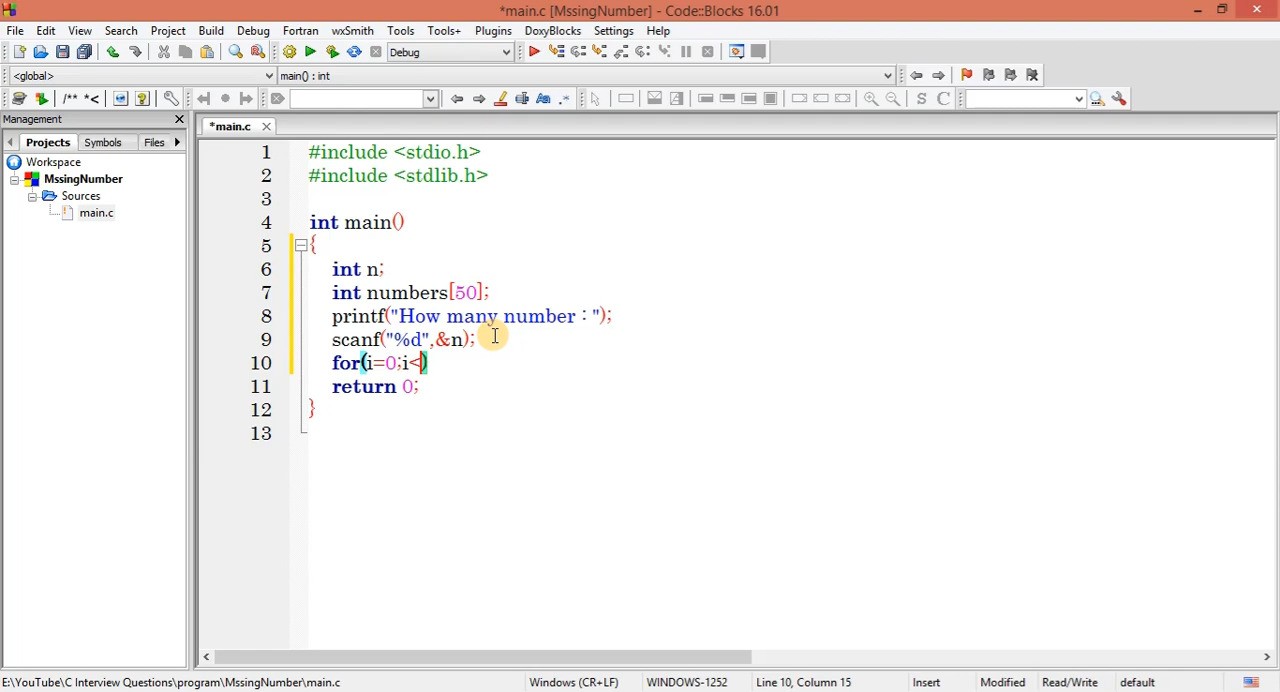 *main.c [MssingNumber] - Code::Blocks 16.01
File Edit View Search Project Build Debug Fortran wxSmith Tools Tools+ Plugins DoxyBlocks Settings Help
Debug
<global> main() : int
/** *<
S C
Management
*main.c
Projects Symbols Files
Workspace
MssingNumber
Sources
main.c
1 #include <stdio.h>
2 #include <stdlib.h>
3
4 int main()
5 {
6 int n;
7 int numbers[50];
8 printf("How many number : ");
9 scanf("%d",&n);
10 for(i=0;i<)
11 return 0;
12 }
13
E:\YouTube\C Interview Questions\program\MssingNumber\main.c Windows (CR+LF) WINDOWS-1252 Line 10, Column 15 Insert Modified Read/Write default